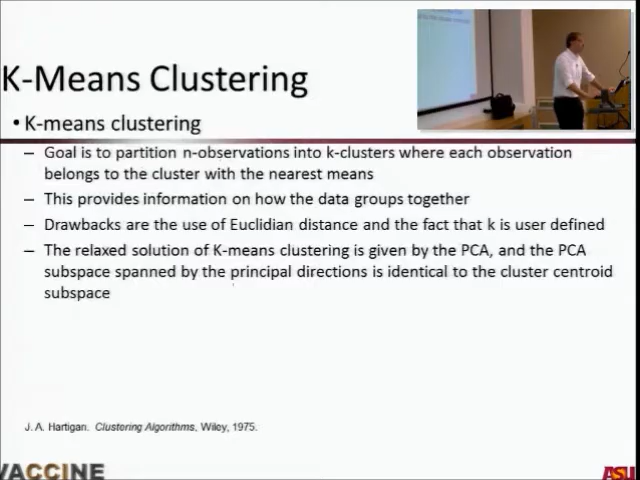 K-Means Clustering
• K-means clustering
– Goal is to partition n-observations into k-clusters where each observation
belongs to the cluster with the nearest means
– This provides information on how the data groups together
– Drawbacks are the use of Euclidian distance and the fact that k is user defined
– The relaxed solution of K-means clustering is given by the PCA, and the PCA
subspace spanned by the principal directions is identical to the cluster centroid
subspace
J. A. Hartigan. Clustering Algorithms, Wiley, 1975.
VACCINE
ASU